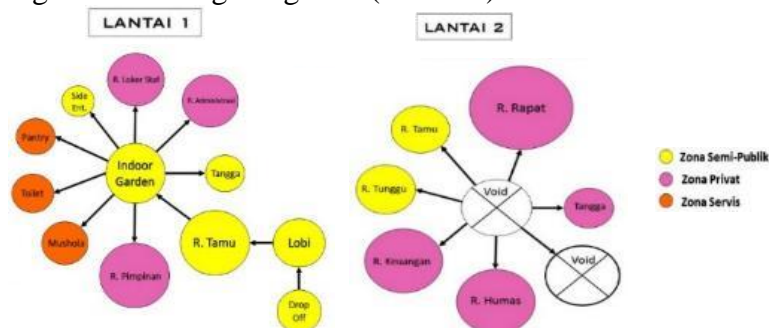 LANTAI 1
LANTAI 2
R. Loker Staf
Side
Ent.
R. Administrasi
Pantry
Indoor
Garden
Tangga
Toilet
Mushola
R. Pimpinan
R. Tamu
Lobi
Drop
Off
R. Rapat
R. Tamu
R. Tunggu
Void
Tangga
R. Keuangan
R. Humas
Void
Zona Semi-Publik
Zona Privat
Zona Servis